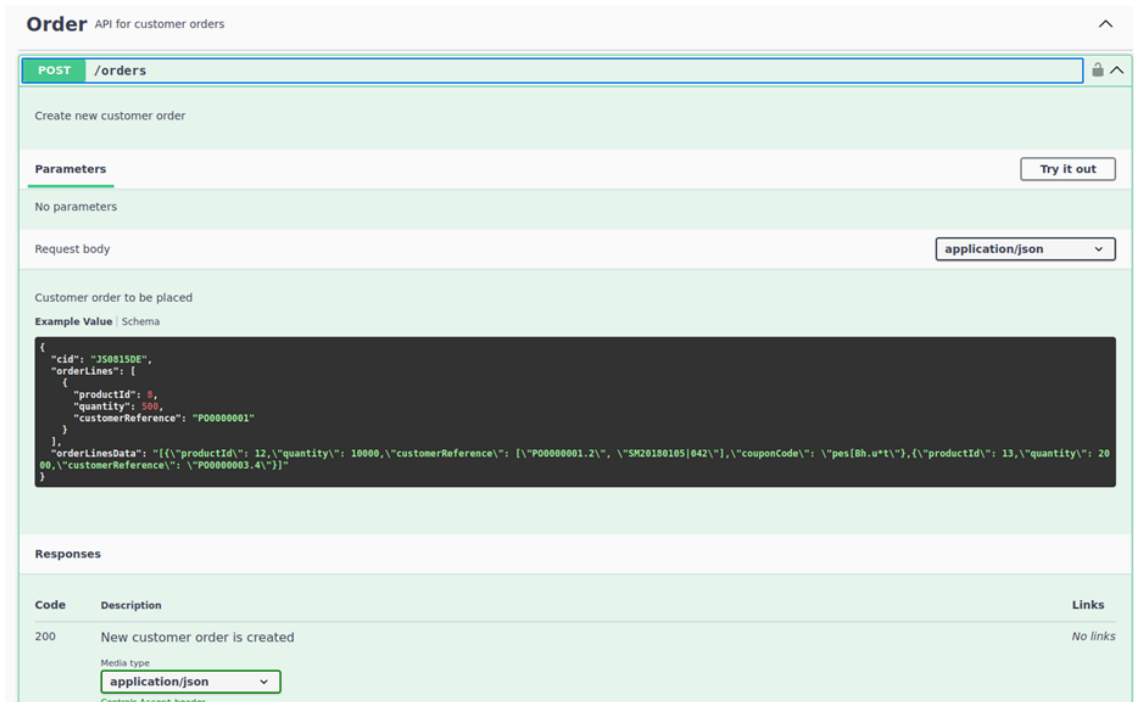 Order API for customer orders
POST /orders
Create new customer order
Parameters
Try it out
No parameters
Request body
application/json
Customer order to be placed
Example Value | Schema
{
  "cid": "JS0815DE",
  "orderLines": [
    {
      "productId": 8,
      "quantity": 500,
      "customerReference": "PO0000001"
    }
  ],
  "orderLinesData": "[{\"productId\": 12,\"quantity\": 10000,\"customerReference\": [\"PO0000001.2\", \"SM20180105|042\"],\"couponCode\": \"pes[Bh.u*t\"},{\"productId\": 13,\"quantity\": 20
00,\"customerReference\": \"PO0000003.4\"}]"
}
Responses
Code Description Links
200 New customer order is created No links
Media type
application/json
Controls Accept header